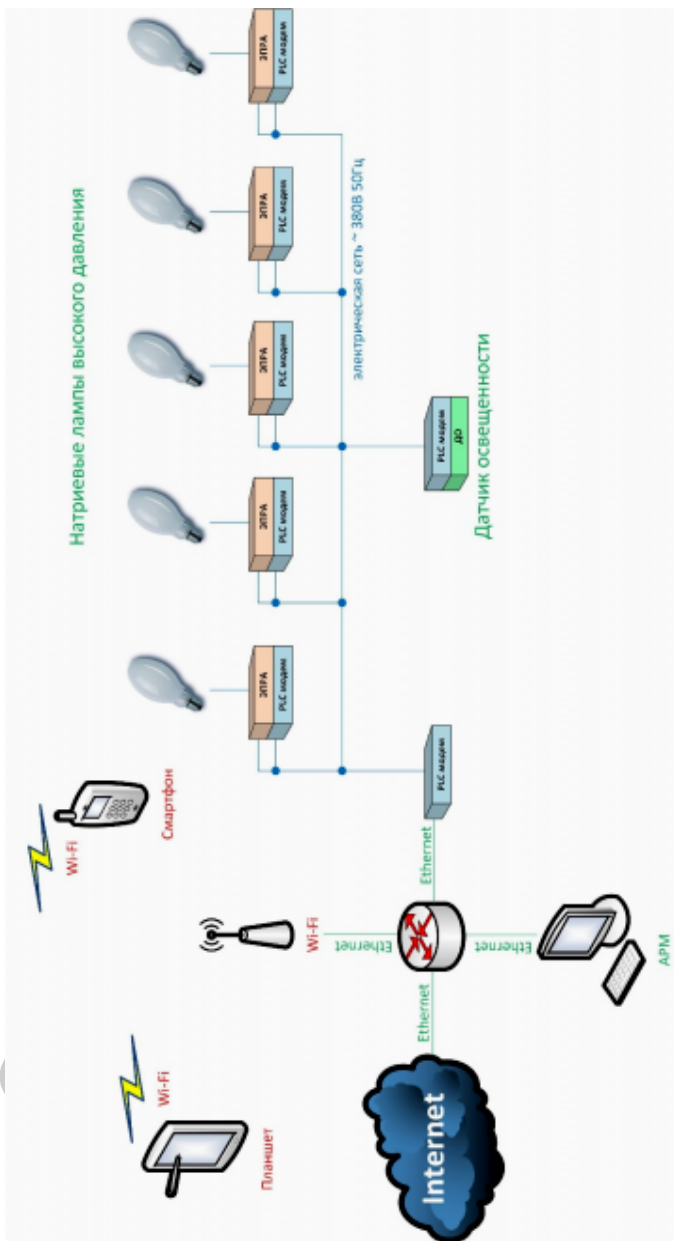 Натриевые лампы высокого давления
ЭПРА
PLC модем
ЭПРА
PLC модем
ЭПРА
PLC модем
ЭПРА
PLC модем
ЭПРА
PLC модем
электрическая сеть ~ 380В 50Гц
Wi-Fi
Смартфон
Wi-Fi
Планшет
Wi-Fi
Ethernet
Ethernet
Ethernet
Ethernet
Internet
PLC модем
PLC модем
ДО
Датчик освещенности
АРМ